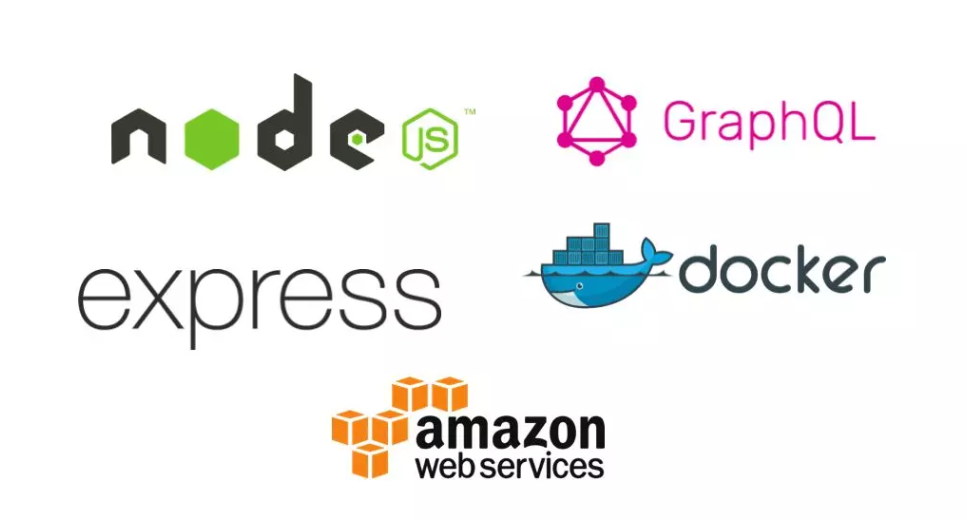 node JS ™
GraphQL
express
docker
amazon
web services